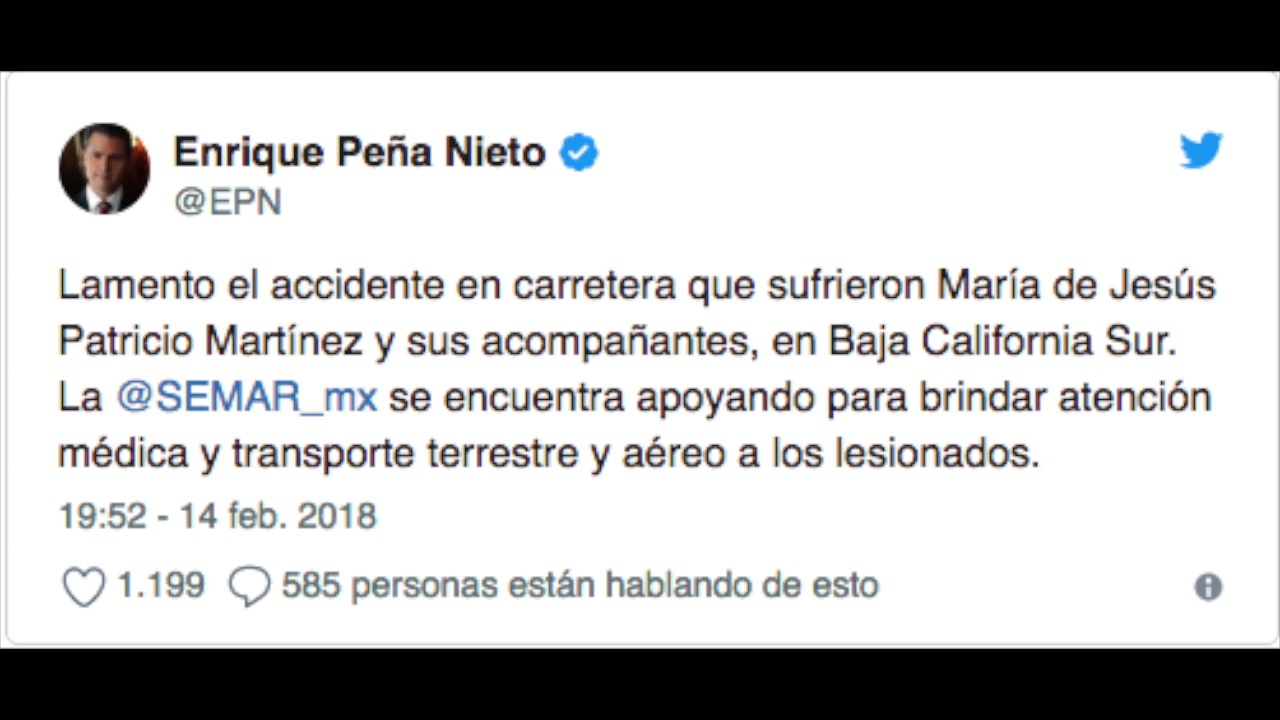 Enrique Peña Nieto
@EPN
Lamento el accidente en carretera que sufrieron María de Jesús
Patricio Martínez y sus acompañantes, en Baja California Sur.
La @SEMAR_mx se encuentra apoyando para brindar atención
médica y transporte terrestre y aéreo a los lesionados.
19:52 - 14 feb. 2018
1.199 585 personas están hablando de esto